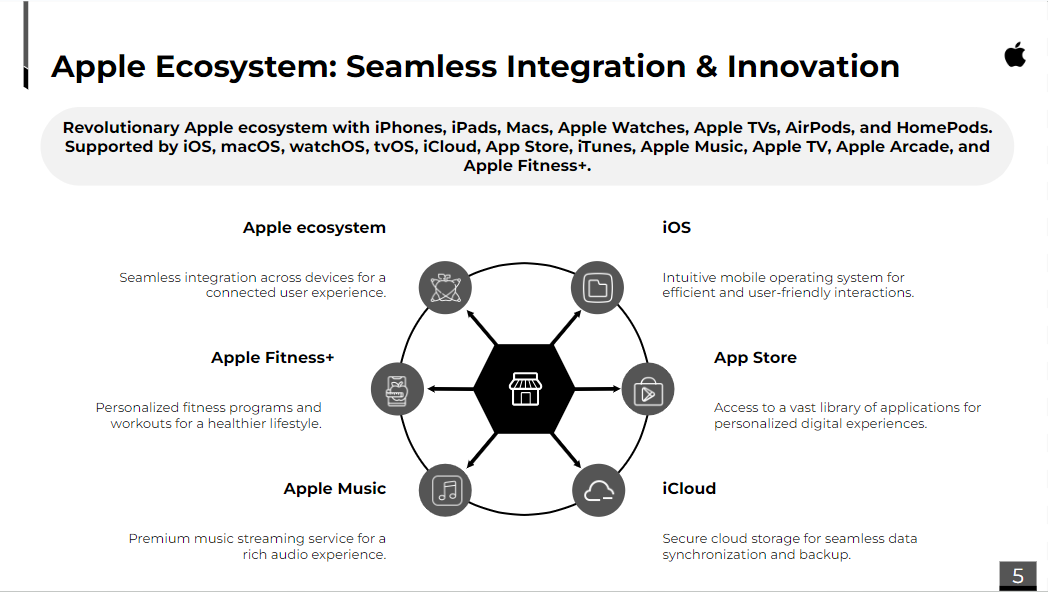 Apple Ecosystem: Seamless Integration & Innovation
Revolutionary Apple ecosystem with iPhones, iPads, Macs, Apple Watches, Apple TVs, AirPods, and HomePods.
Supported by iOS, macOS, watchOS, tvOS, iCloud, App Store, iTunes, Apple Music, Apple TV, Apple Arcade, and
Apple Fitness+.
Apple ecosystem
Seamless integration across devices for a
connected user experience.
iOS
Intuitive mobile operating system for
efficient and user-friendly interactions.
Apple Fitness+
Personalized fitness programs and
workouts for a healthier lifestyle.
App Store
Access to a vast library of applications for
personalized digital experiences.
Apple Music
Premium music streaming service for a
rich audio experience.
iCloud
Secure cloud storage for seamless data
synchronization and backup.
5